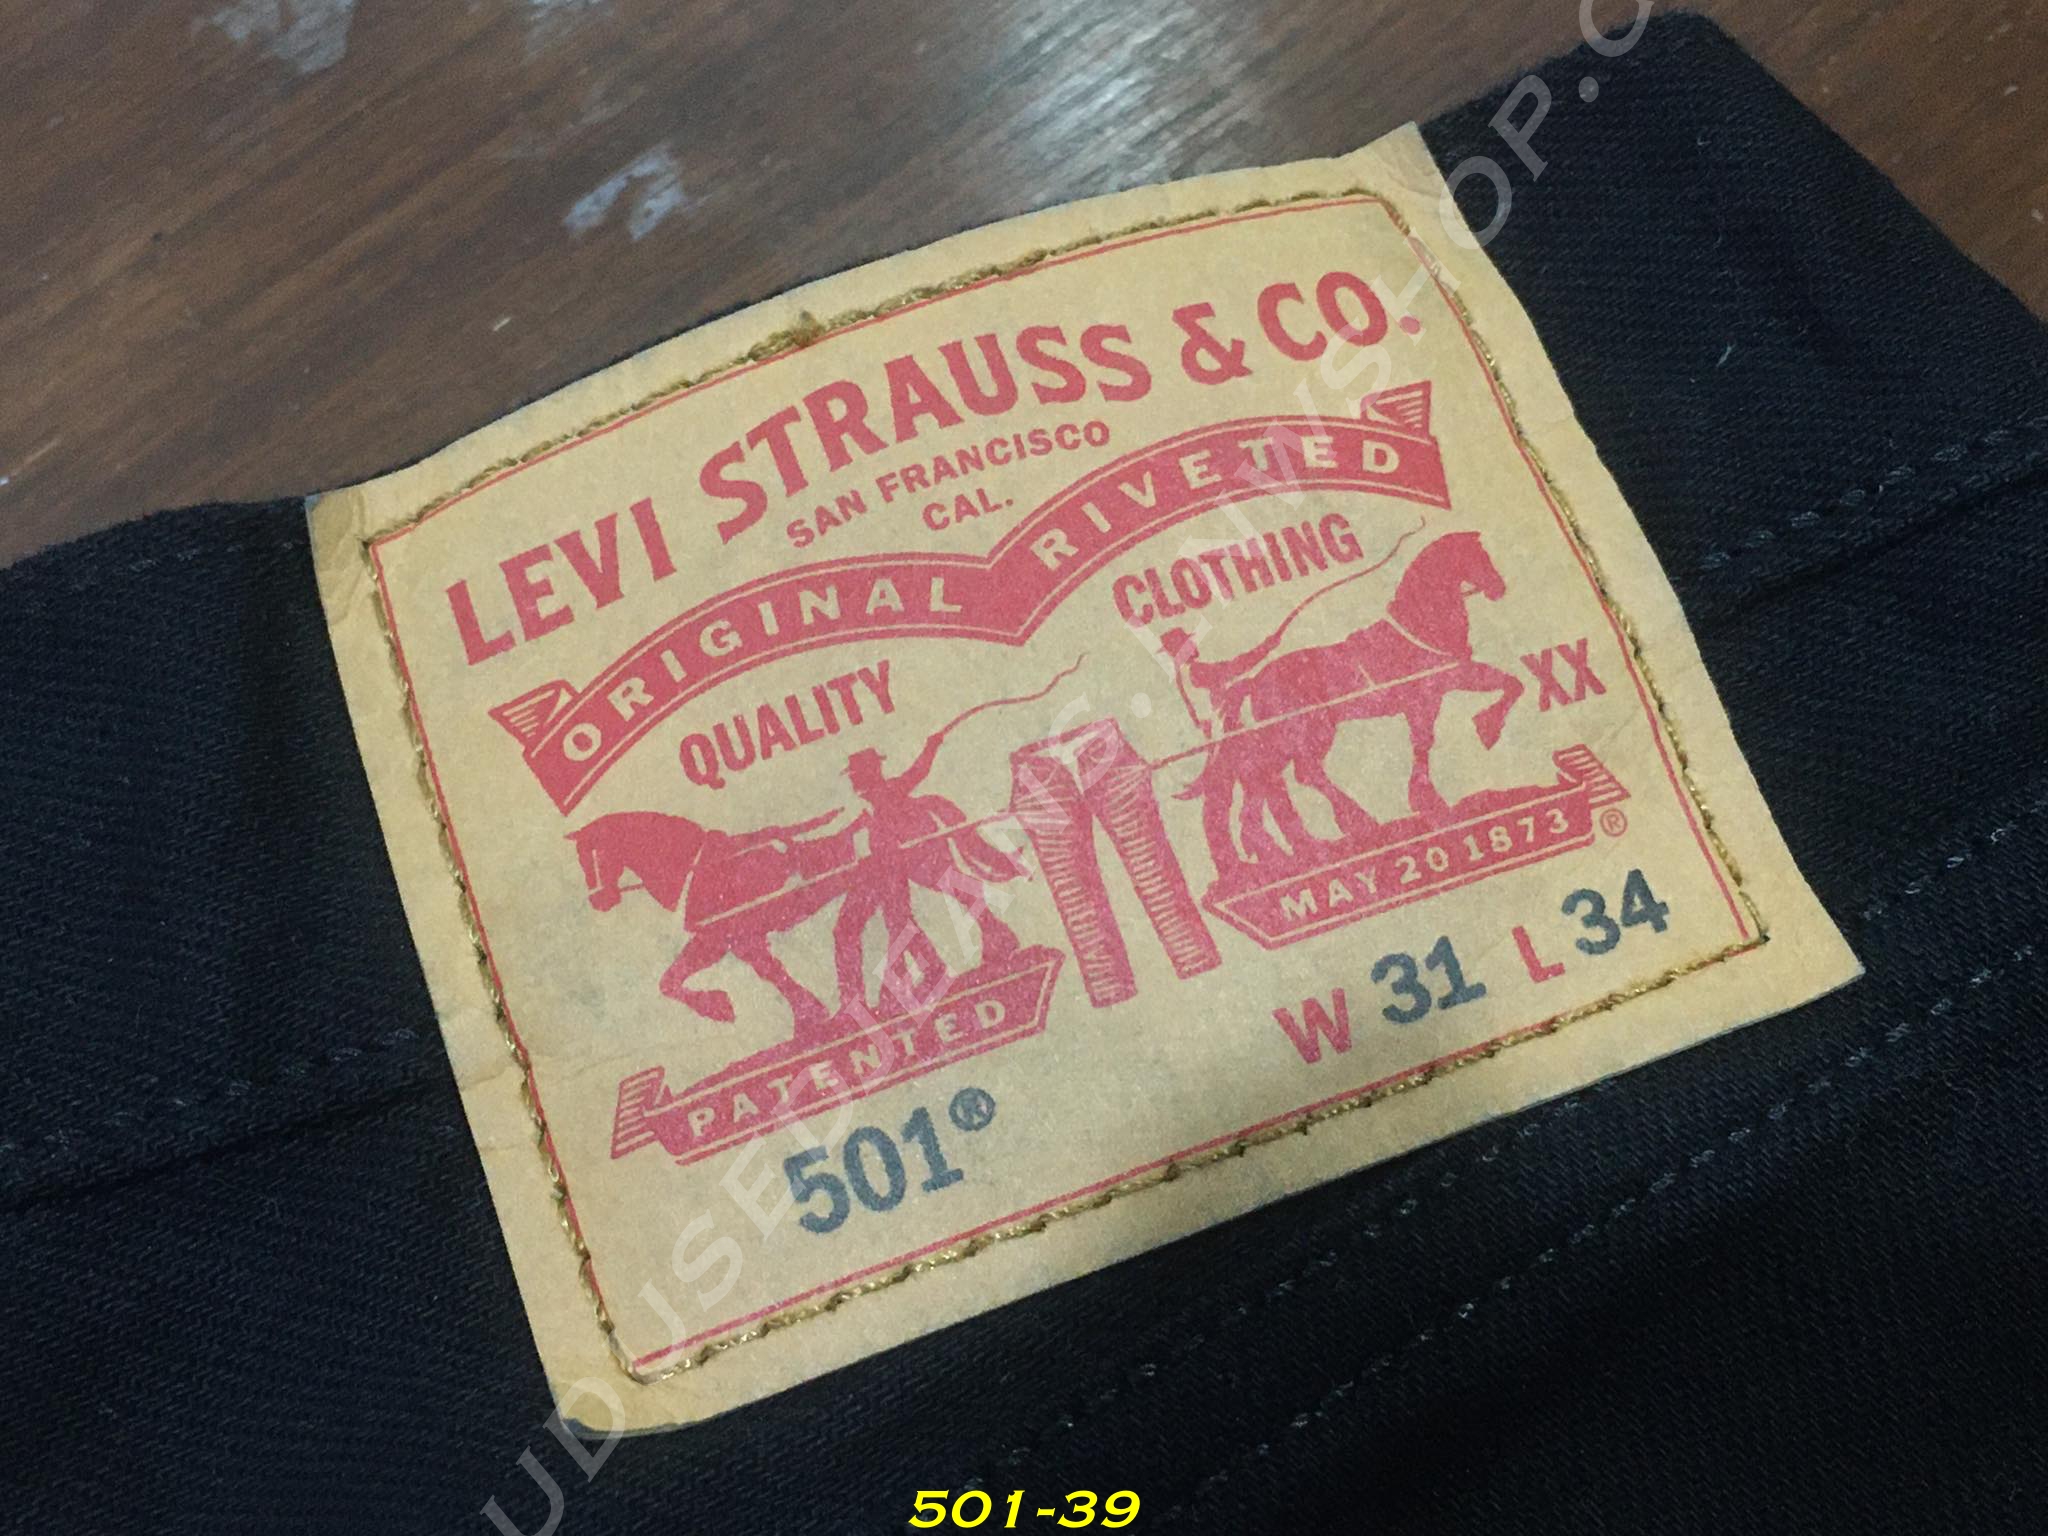 LEVI STRAUSS & CO.
SAN FRANCISCO
CAL.
ORIGINAL RIVETED
QUALITY CLOTHING
XX
PATENTED MAY 20 1873 ®
501® W 31 L 34
501-39